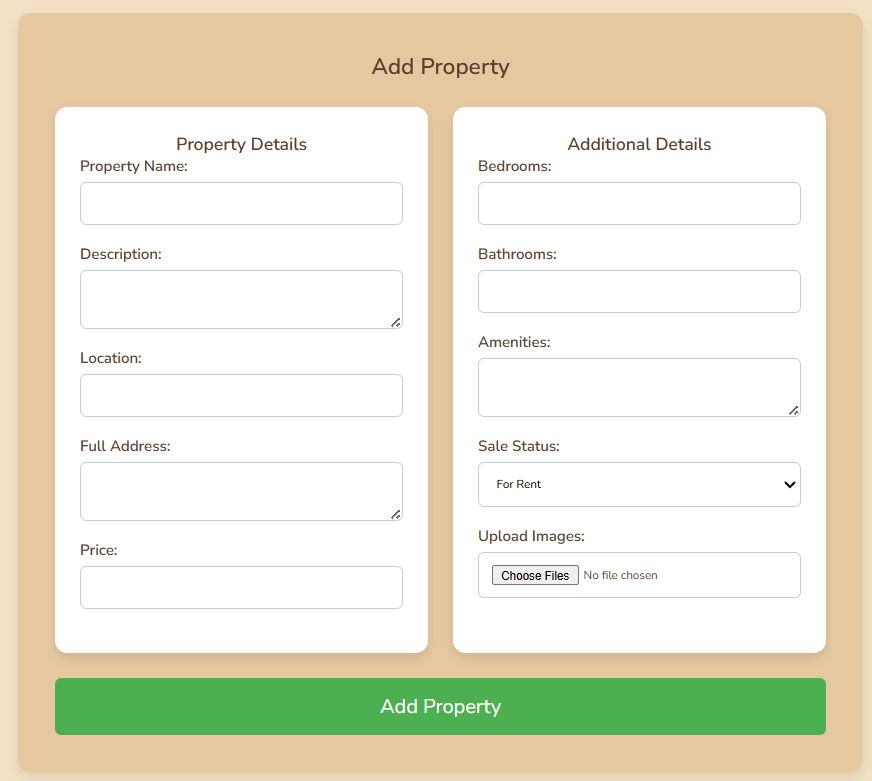 Add Property
Property Details
Property Name:
Description:
Location:
Full Address:
Price:
Additional Details
Bedrooms:
Bathrooms:
Amenities:
Sale Status:
For Rent
Upload Images:
Choose Files No file chosen
Add Property